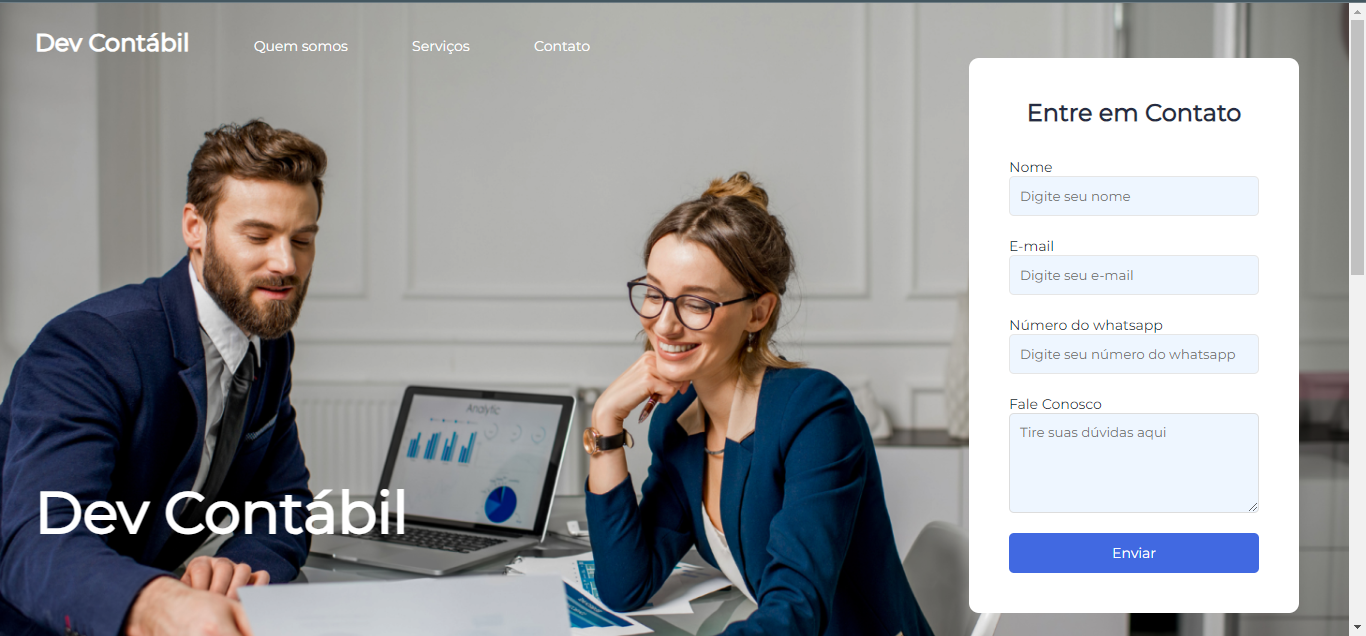 Dev Contábil
Quem somos
Serviços
Contato
Entre em Contato
Nome
Digite seu nome
E-mail
Digite seu e-mail
Número do whatsapp
Digite seu número do whatsapp
Fale Conosco
Tire suas dúvidas aqui
Enviar
Analytic
Dev Contábil